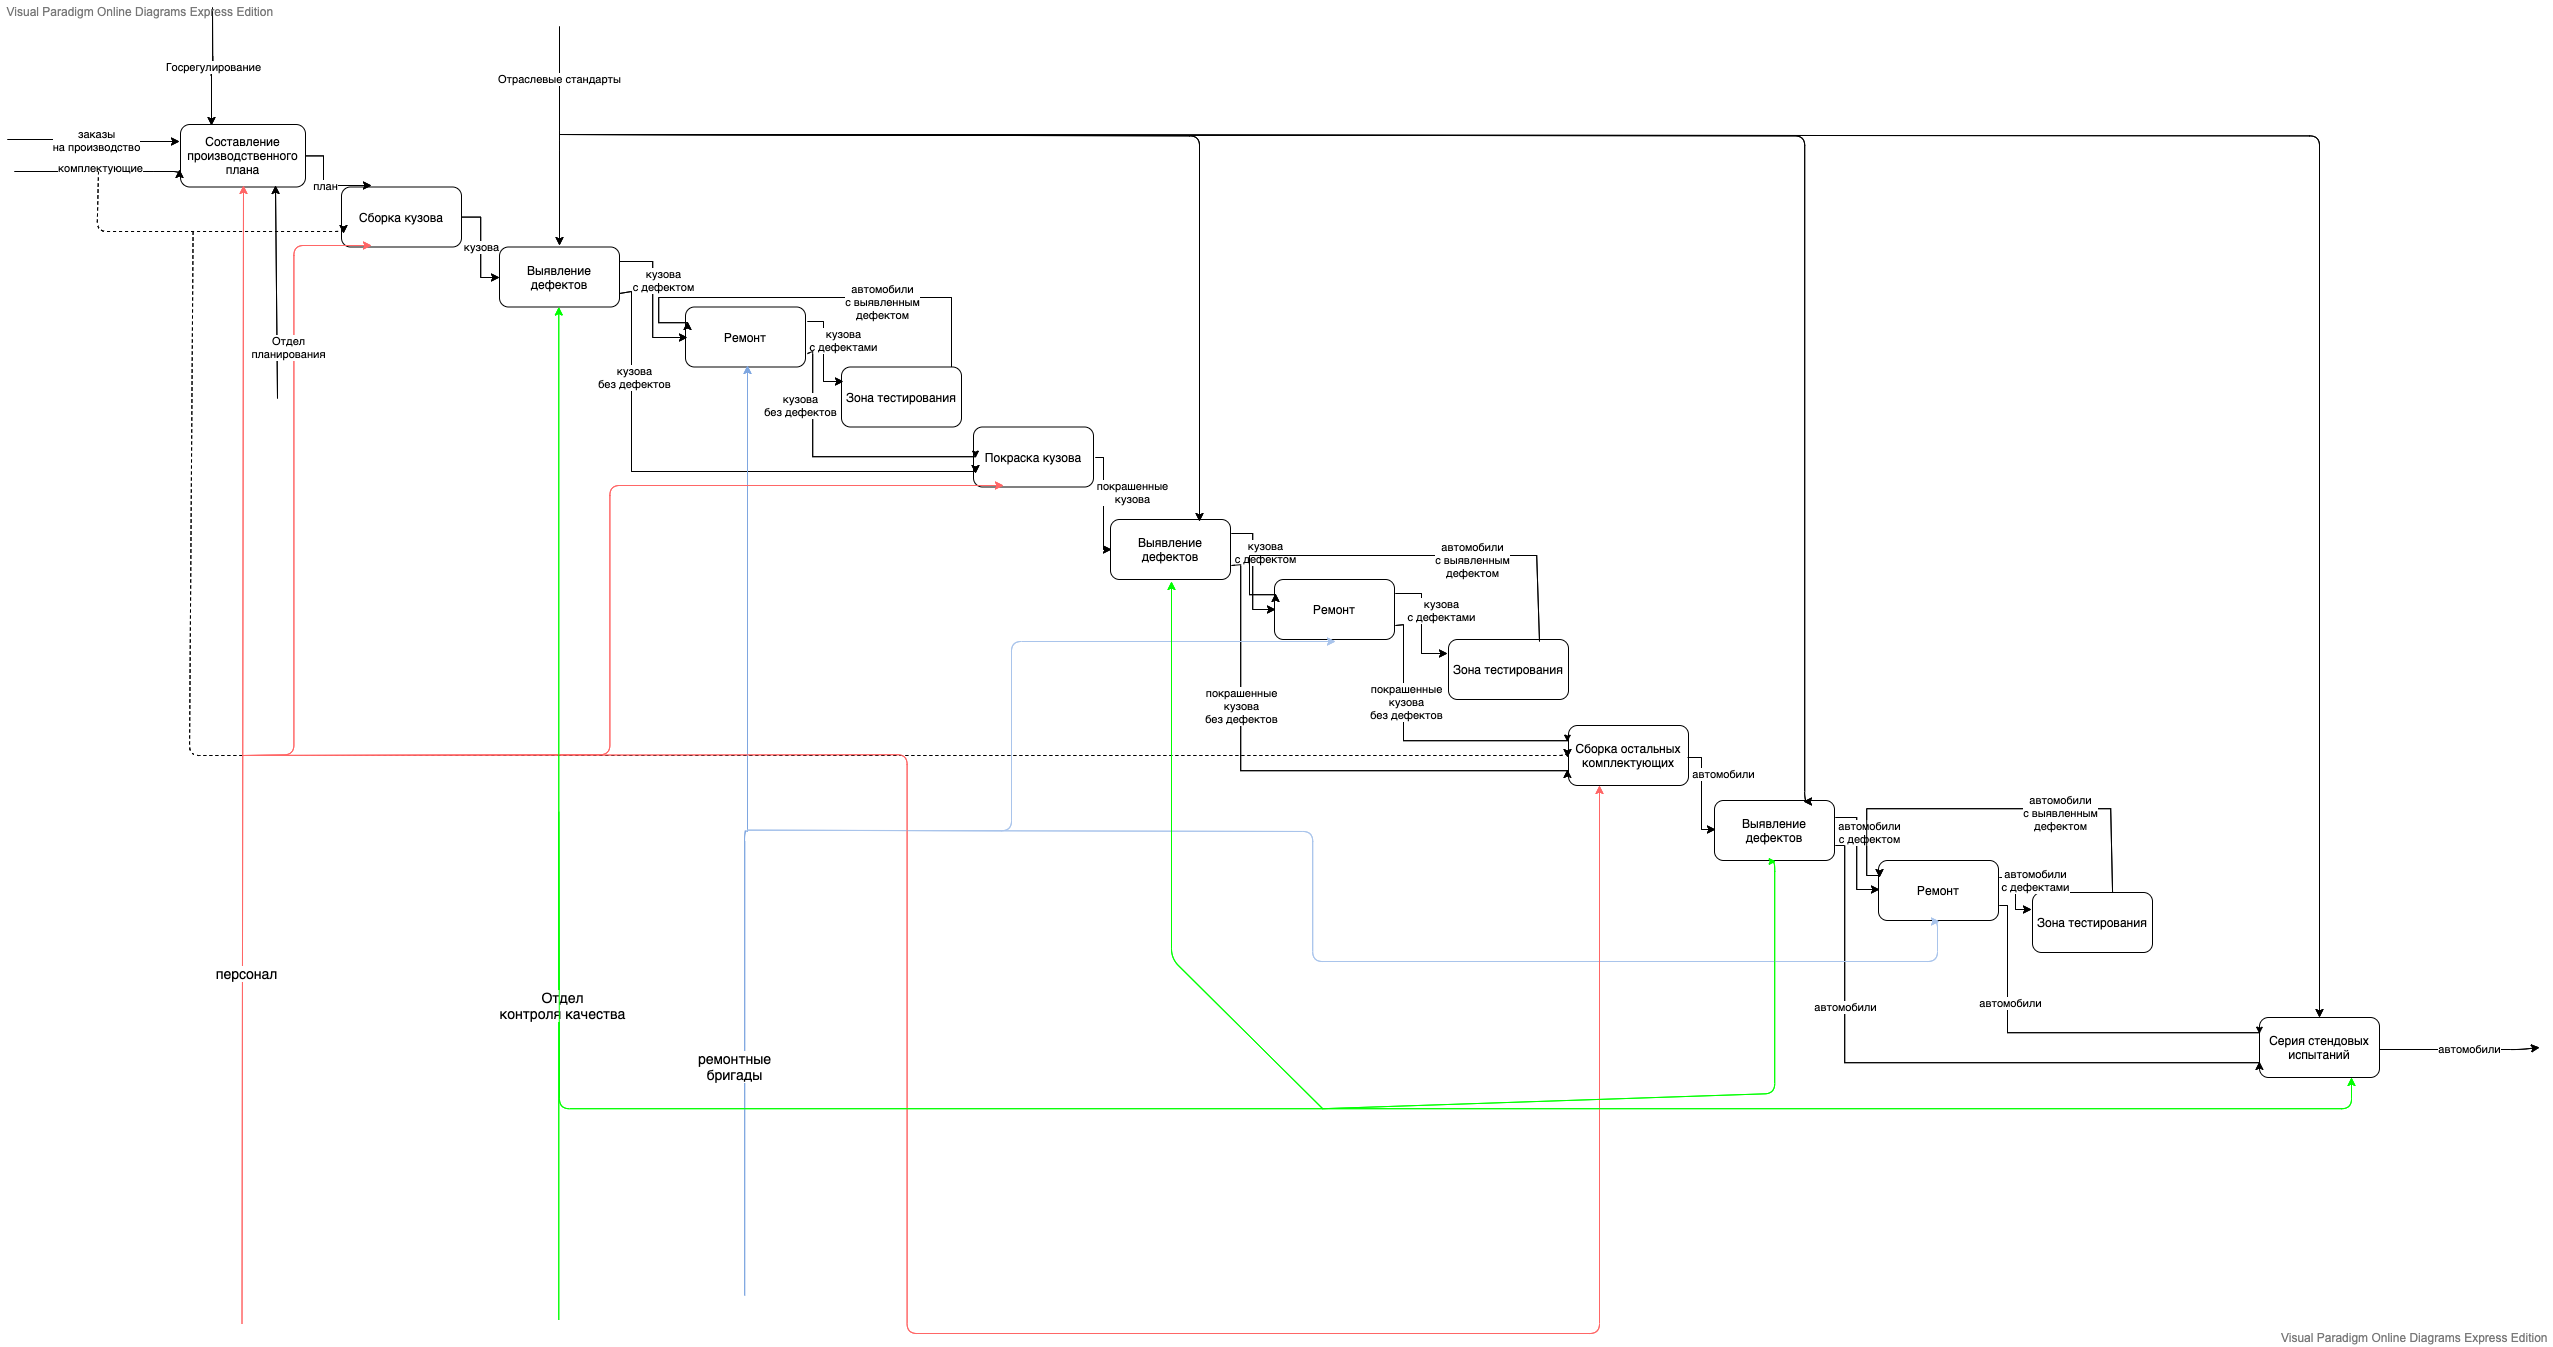 Visual Paradigm Online Diagrams Express Edition
Госрегулирование
Отраслевые стандарты
заказы
на производство
комплектующие
Составление
производственного
плана
план
Сборка кузова
кузова
Выявление
дефектов
кузова
с дефектом
автомобили
с выявленным
дефектом
Ремонт
кузова
с дефектами
Отдел
планирования
кузова
без дефектов
кузова
без дефектов
Зона тестирования
Покраска кузова
покрашенные
кузова
Выявление
дефектов
кузова
с дефектом
автомобили
с выявленным
дефектом
Ремонт
кузова
с дефектами
Зона тестирования
покрашенные
кузова
без дефектов
покрашенные
кузова
без дефектов
Сборка остальных
комплектующих
автомобили
Выявление
дефектов
автомобили
с дефектом
автомобили
с выявленным
дефектом
Ремонт
автомобили
с дефектами
Зона тестирования
персонал
Отдел
контроля качества
ремонтные
бригады
автомобили
автомобили
Серия стендовых
испытаний
автомобили
Visual Paradigm Online Diagrams Express Edition